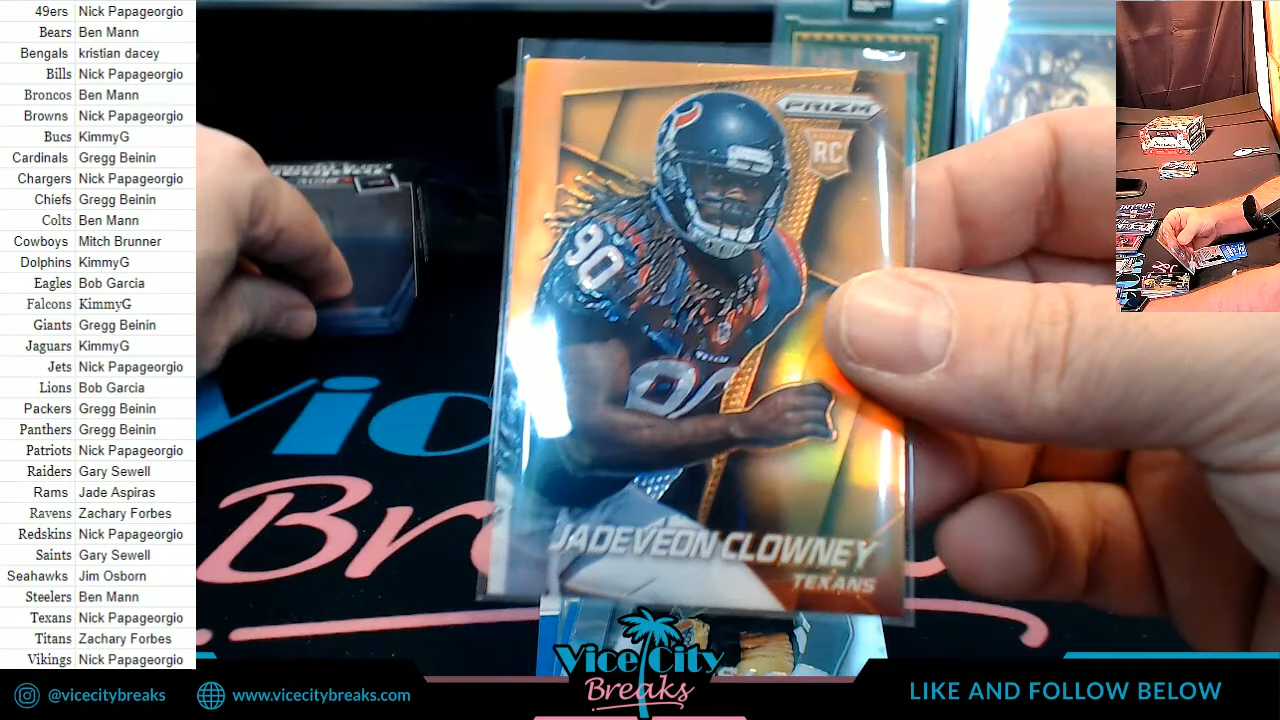 49ers Nick Papageorgio
Bears Ben Mann
Bengals kristian dacey
Bills Nick Papageorgio
Broncos Ben Mann
Browns Nick Papageorgio
Bucs KimmyG
Cardinals Gregg Beinin
Chargers Nick Papageorgio
Chiefs Gregg Beinin
Colts Ben Mann
Cowboys Mitch Brunner
Dolphins KimmyG
Eagles Bob Garcia
Falcons KimmyG
Giants Gregg Beinin
Jaguars KimmyG
Jets Nick Papageorgio
Lions Bob Garcia
Packers Gregg Beinin
Panthers Gregg Beinin
Patriots Nick Papageorgio
Raiders Gary Sewell
Rams Jade Aspiras
Ravens Zachary Forbes
Redskins Nick Papageorgio
Saints Gary Sewell
Seahawks Jim Osborn
Steelers Ben Mann
Texans Nick Papageorgio
Titans Zachary Forbes
Vikings Nick Papageorgio
PRIZM
RC
90
90
JADEVEON CLOWNEY
TEXANS
Vice City
Breaks
@vicecitybreaks
www.vicecitybreaks.com
LIKE AND FOLLOW BELOW